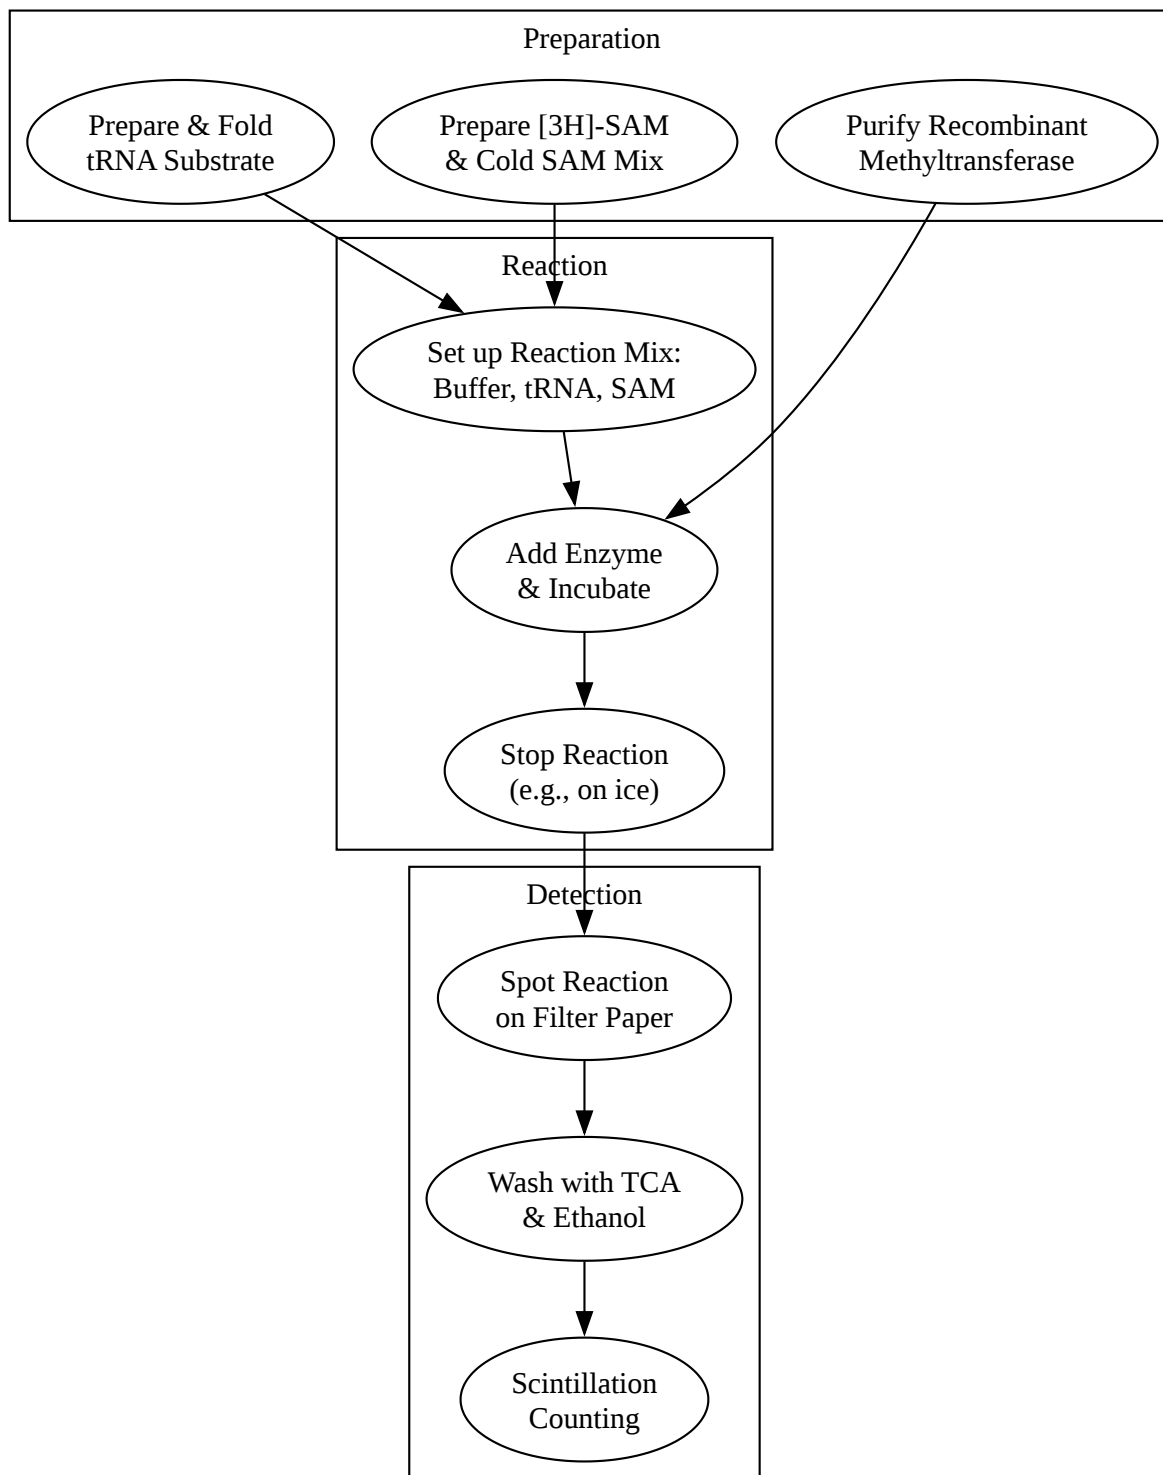 Preparation
Prepare & Fold
tRNA Substrate
Prepare [3H]-SAM
& Cold SAM Mix
Purify Recombinant
Methyltransferase
Reaction
Set up Reaction Mix:
Buffer, tRNA, SAM
Add Enzyme
& Incubate
Stop Reaction
(e.g., on ice)
Detection
Spot Reaction
on Filter Paper
Wash with TCA
& Ethanol
Scintillation
Counting